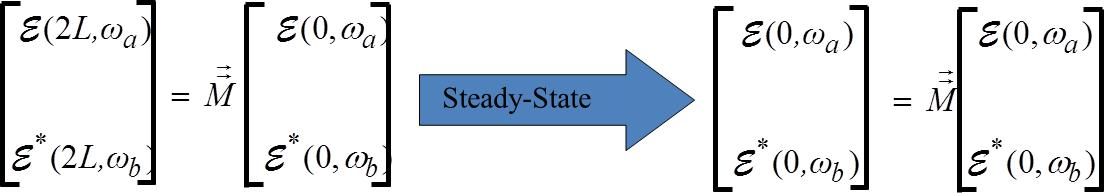 ℰ(2L,ω_a) ℰ(0,ω_a) ℰ(0,ω_a) ℰ(0,ω_a)
= M⃗⃗ Steady-State = M⃗⃗
ℰ*(2L,ω_b) ℰ*(0,ω_b) ℰ*(0,ω_b) ℰ*(0,ω_b)